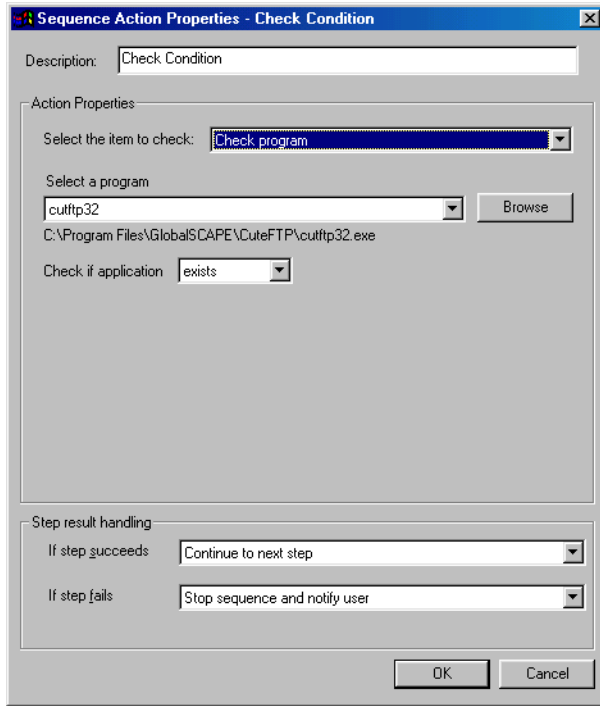 Sequence Action Properties - Check Condition
Description: Check Condition
Action Properties
Select the item to check: Check program
Select a program
cutftp32 Browse
C:\Program Files\GlobalSCAPE\CuteFTP\cutftp32.exe
Check if application exists
Step result handling
If step succeeds Continue to next step
If step fails Stop sequence and notify user
OK Cancel